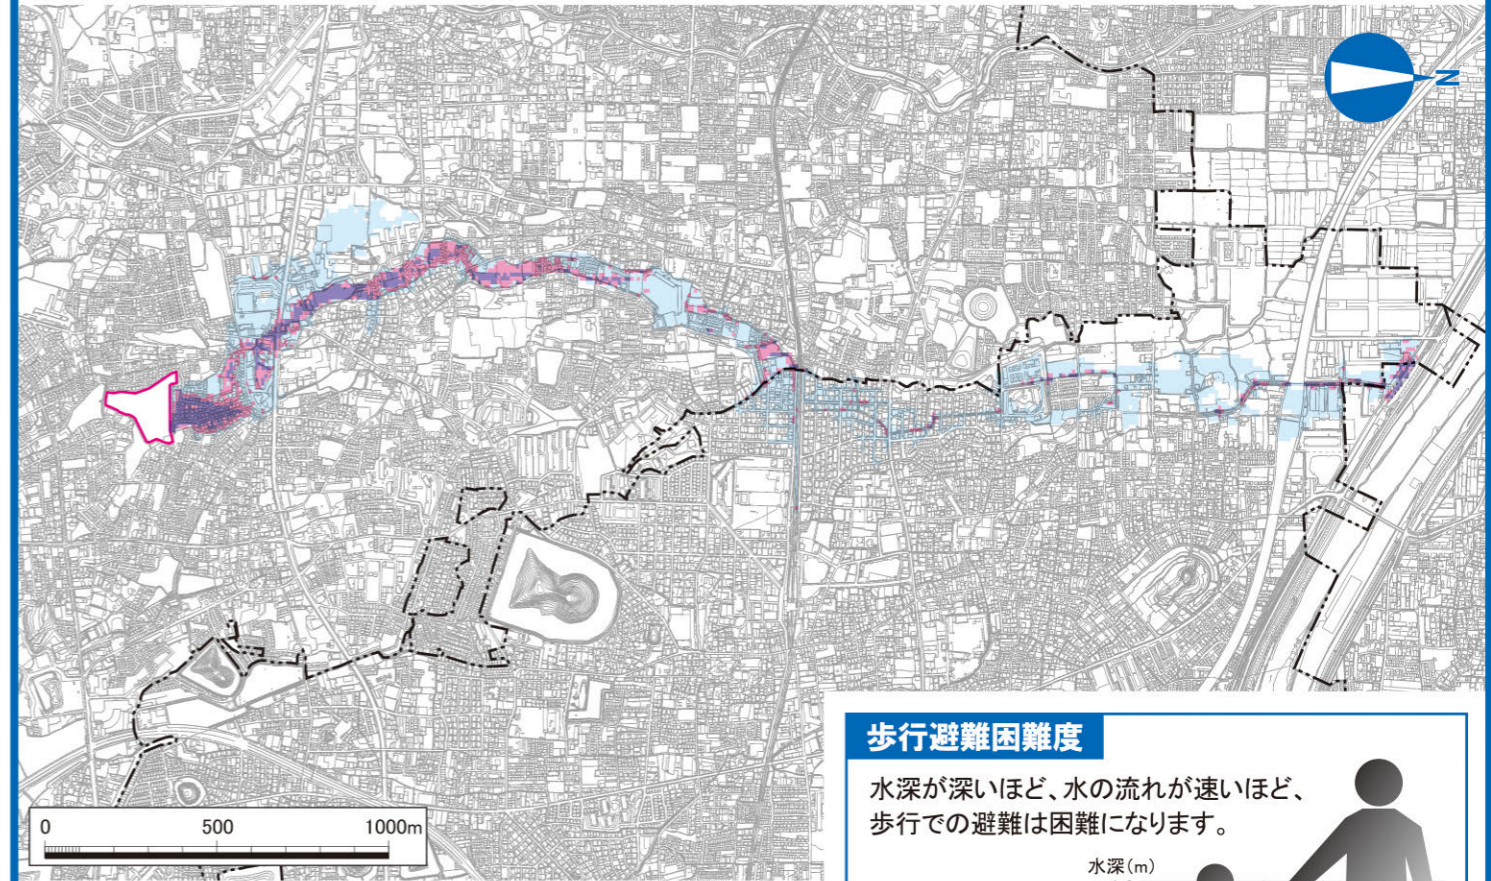 N
0 500 1000m
歩行避難困難度
水深が深いほど、水の流れが速いほど、
歩行での避難は困難になります。
水深(m)